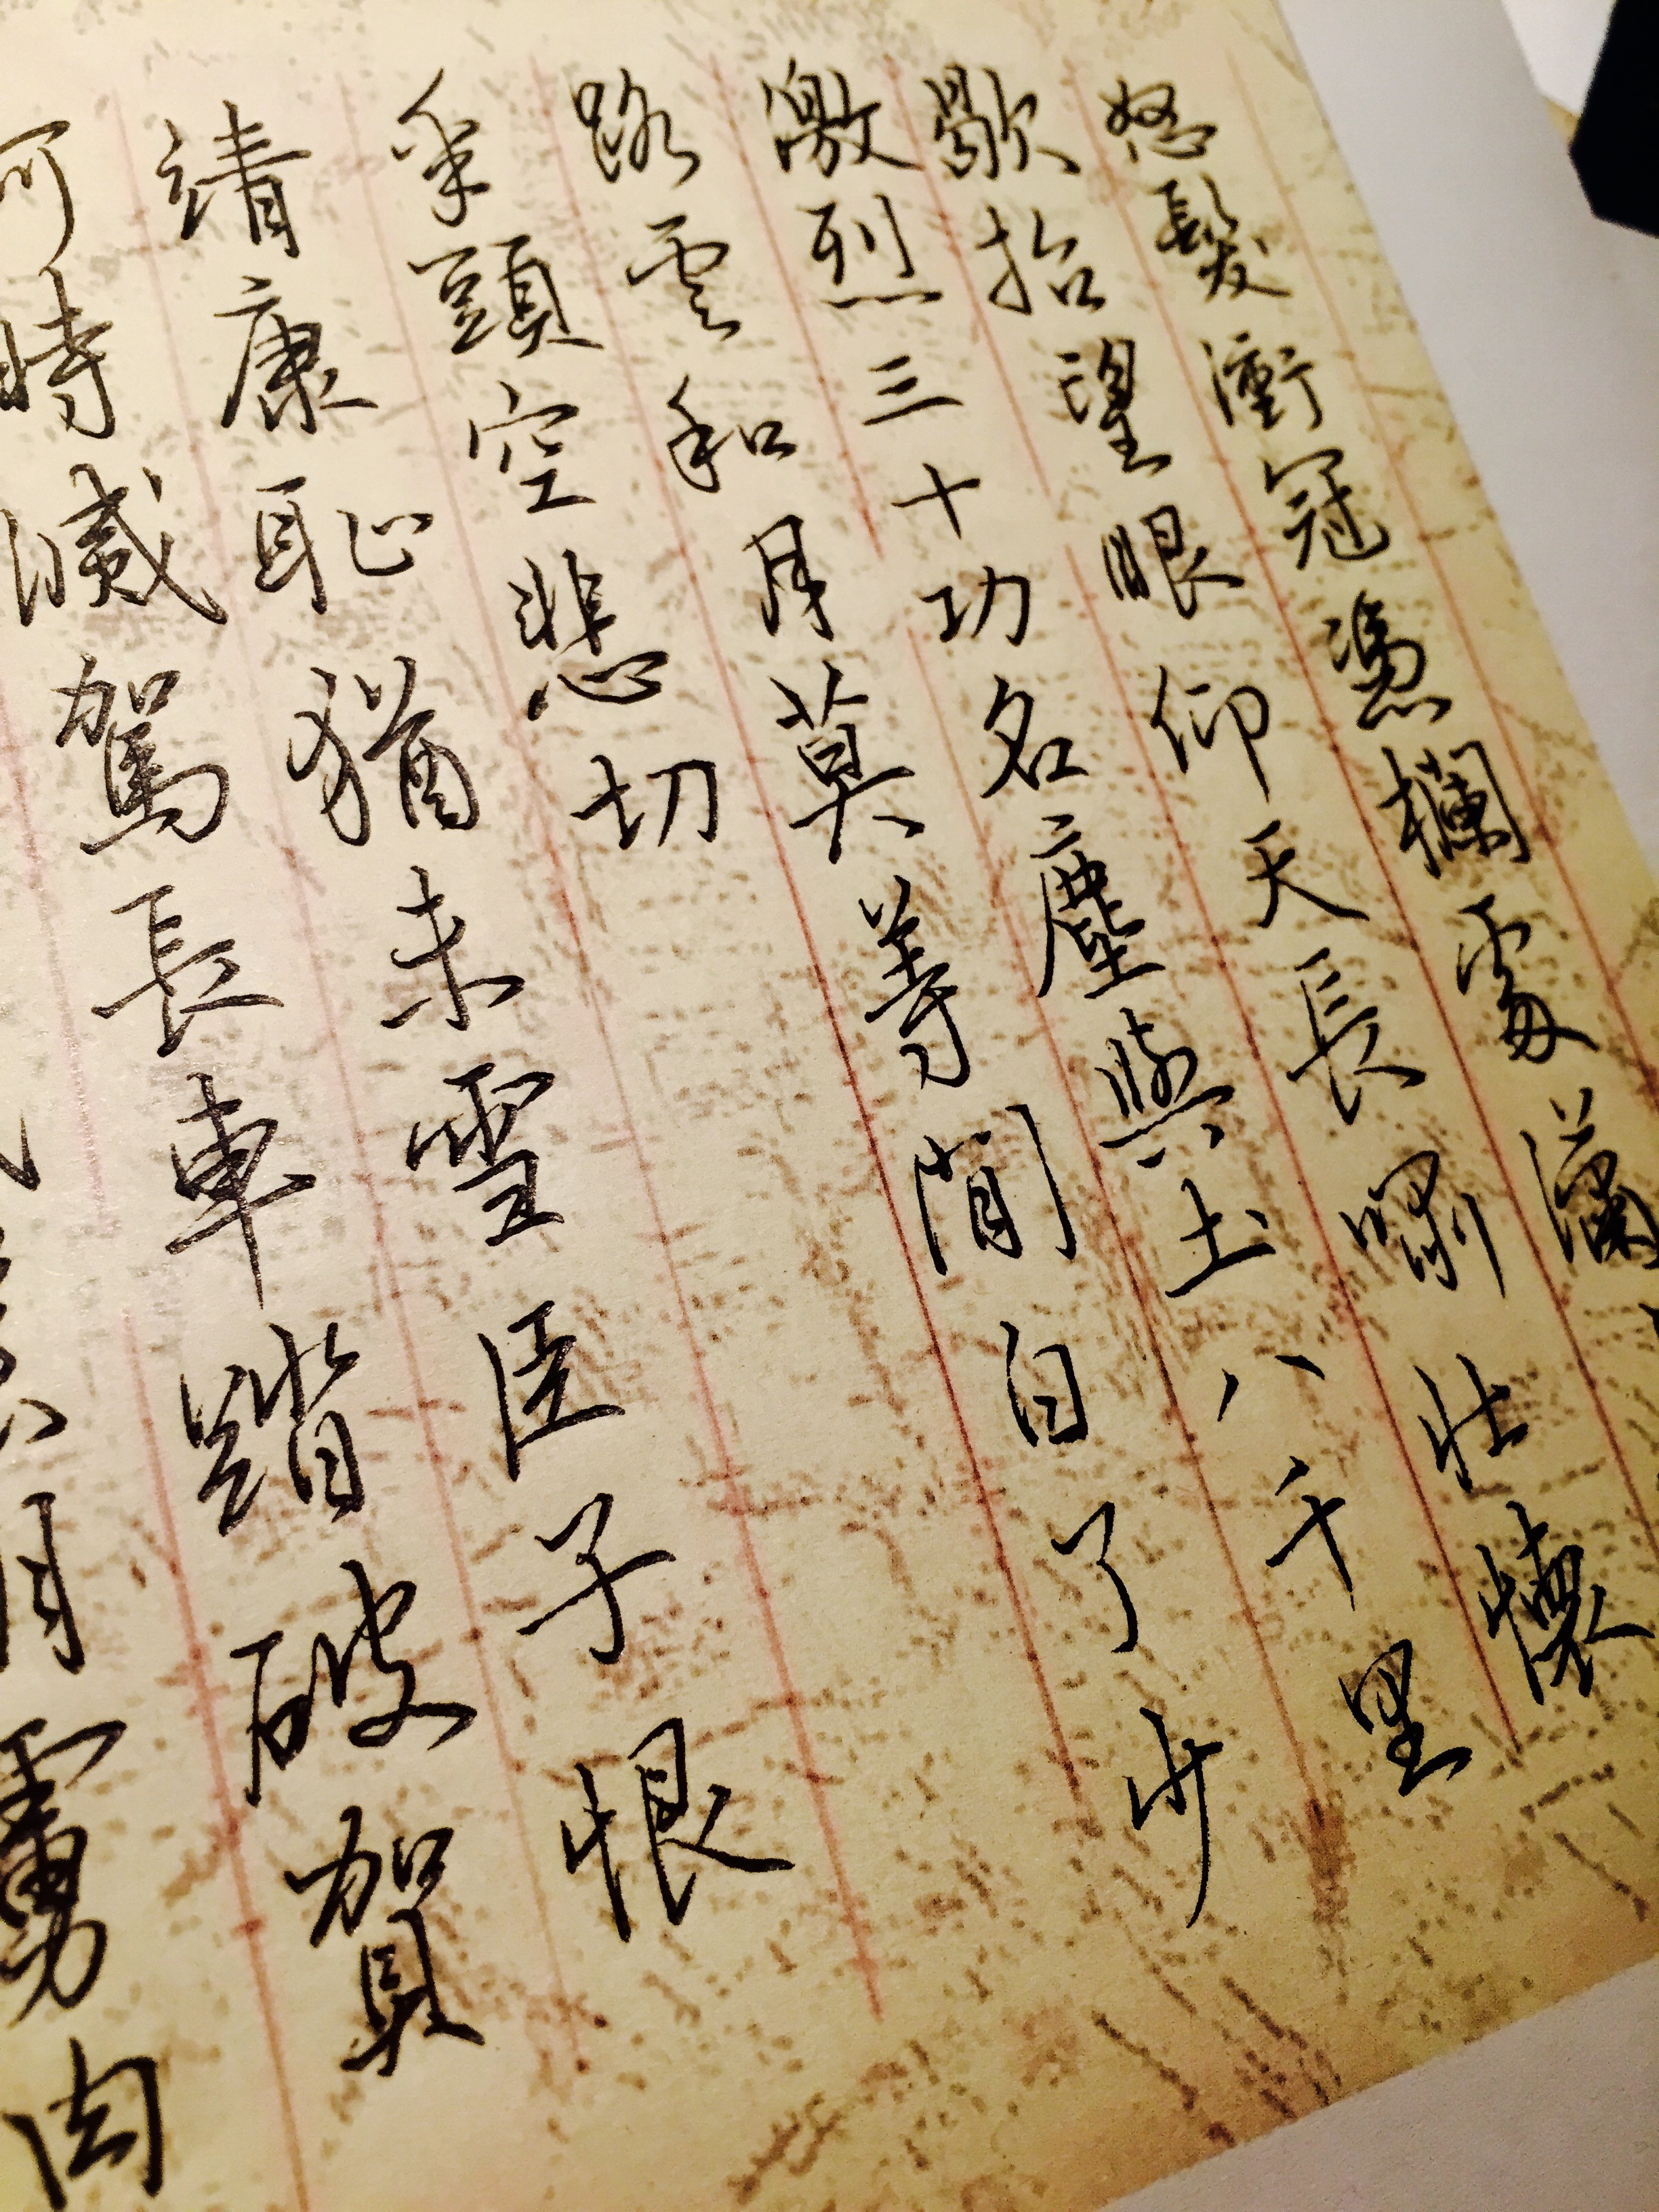 怒髮衝冠憑欄處瀟
歇抬望眼仰天長嘯壯懷
激烈三十功名塵與土八千里
路雲和月莫等閒白了少
年頭空悲切
靖康恥猶未雪臣子恨
何時滅駕長車踏破賀
虜肉